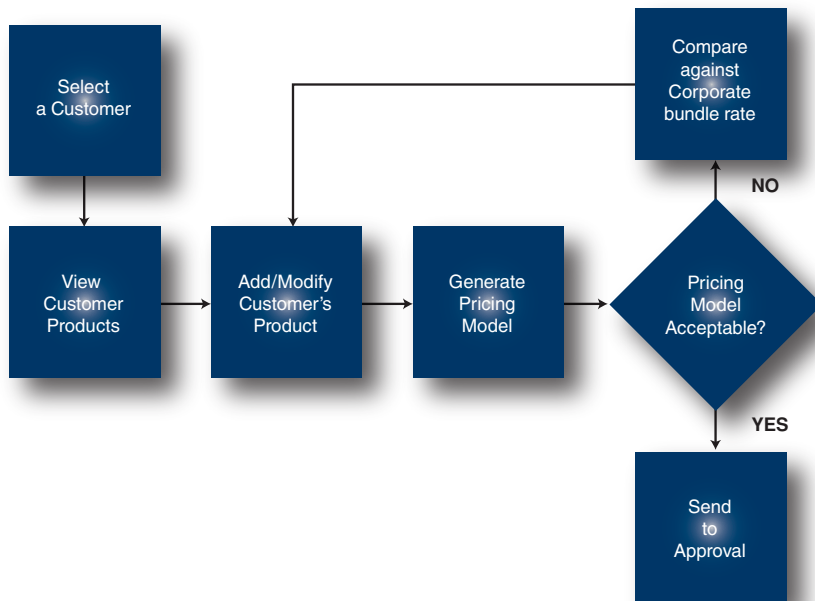 Select
a Customer
View
Customer
Products
Add/Modify
Customer's
Product
Generate
Pricing
Model
Pricing
Model
Acceptable?
NO
Compare
against
Corporate
bundle rate
YES
Send
to
Approval